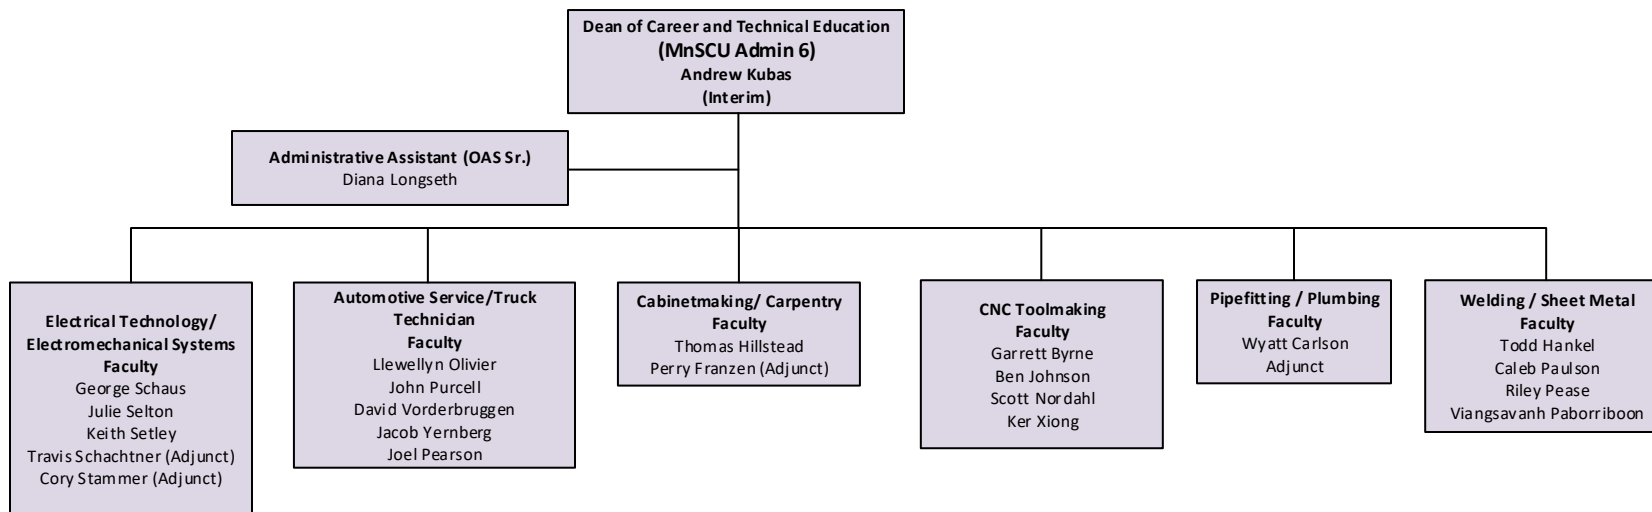 Dean of Career and Technical Education
(MnSCU Admin 6)
Andrew Kubas
(Interim)
Administrative Assistant (OAS Sr.)
Diana Longseth
Electrical Technology/
Electromechanical Systems
Faculty
George Schaus
Julie Selton
Keith Setley
Travis Schachtner (Adjunct)
Cory Stammer (Adjunct)
Automotive Service/Truck
Technician
Faculty
Llewellyn Olivier
John Purcell
David Vorderbruggen
Jacob Yernberg
Joel Pearson
Cabinetmaking/ Carpentry
Faculty
Thomas Hillstead
Perry Franzen (Adjunct)
CNC Toolmaking
Faculty
Garrett Byrne
Ben Johnson
Scott Nordahl
Ker Xiong
Pipefitting / Plumbing
Faculty
Wyatt Carlson
Adjunct
Welding / Sheet Metal
Faculty
Todd Hankel
Caleb Paulson
Riley Pease
Viangsavanh Paborriboon